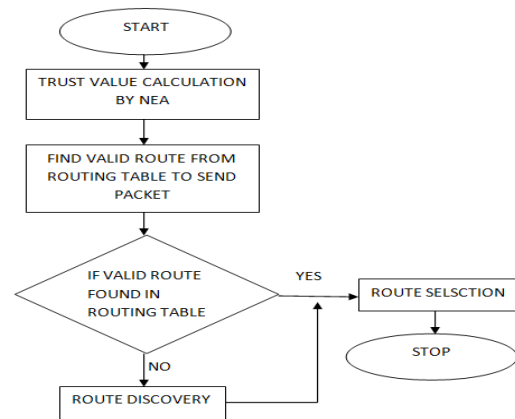 START
TRUST VALUE CALCULATION
BY NEA
FIND VALID ROUTE FROM
ROUTING TABLE TO SEND
PACKET
IF VALID ROUTE
FOUND IN
ROUTING TABLE
YES
ROUTE SELSCTION
STOP
NO
ROUTE DISCOVERY